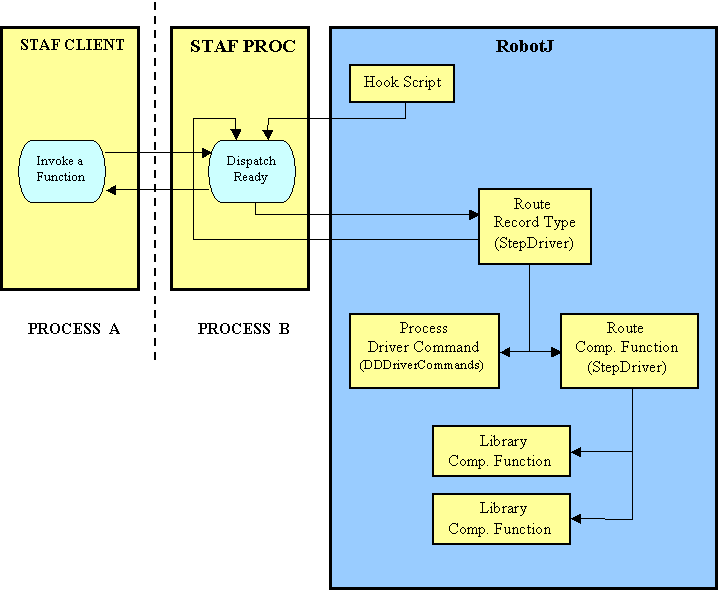 STAF CLIENT
STAF PROC
RobotJ
Hook Script
Invoke a
Function
Dispatch
Ready
Route
Record Type
(StepDriver)
PROCESS A
PROCESS B
Process
Driver Command
(DDDriverCommands)
Route
Comp. Function
(StepDriver)
Library
Comp. Function
Library
Comp. Function